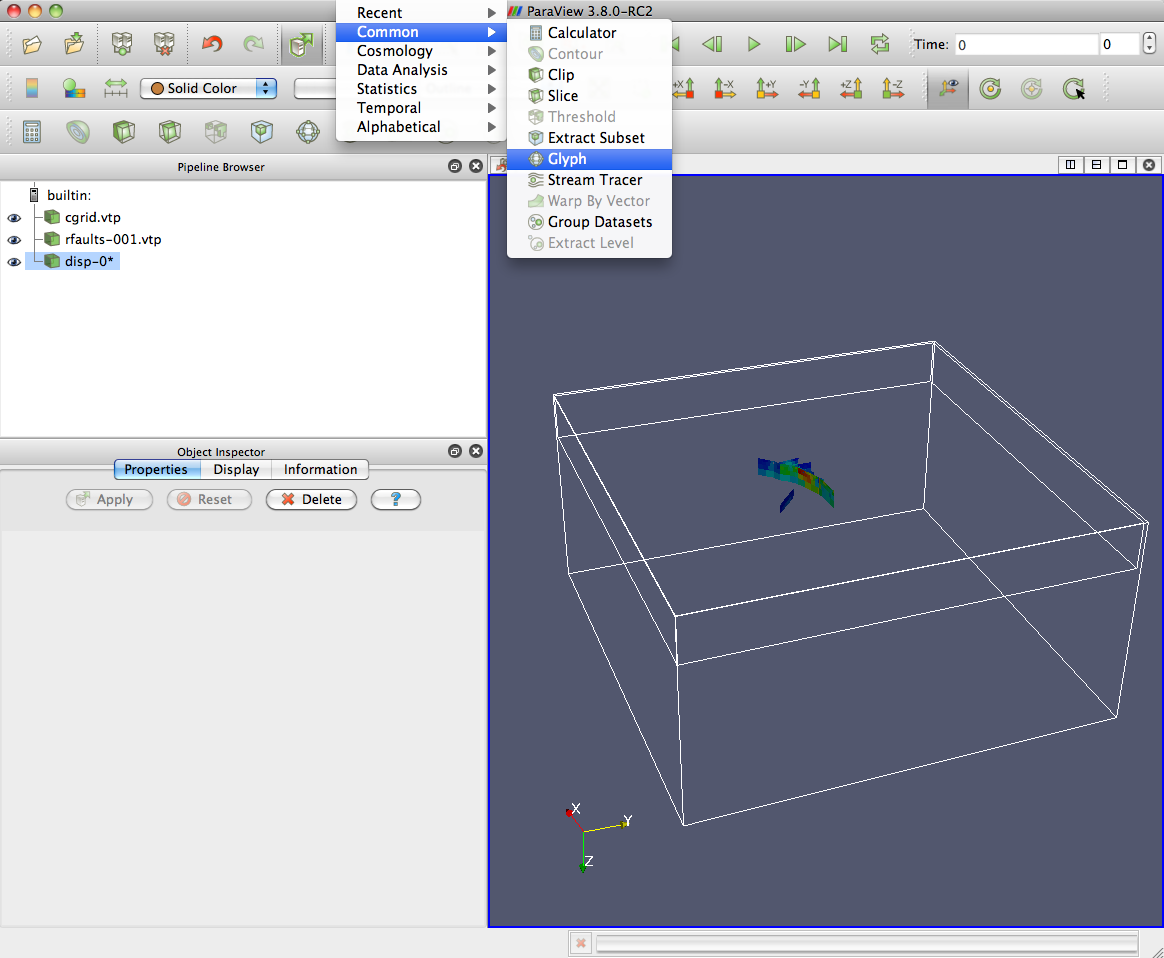 ParaView 3.8.0-RC2
Recent
Common
Cosmology
Data Analysis
Statistics
Temporal
Alphabetical
Calculator
Contour
Clip
Slice
Threshold
Extract Subset
Glyph
Stream Tracer
Warp By Vector
Group Datasets
Extract Level
Time: 0 0
Solid Color
+X -X +Y -Y +Z -Z
Pipeline Browser
builtin:
cgrid.vtp
rfaults-001.vtp
disp-0*
Object Inspector
Properties Display Information
Apply Reset Delete ?
X
Y
Z